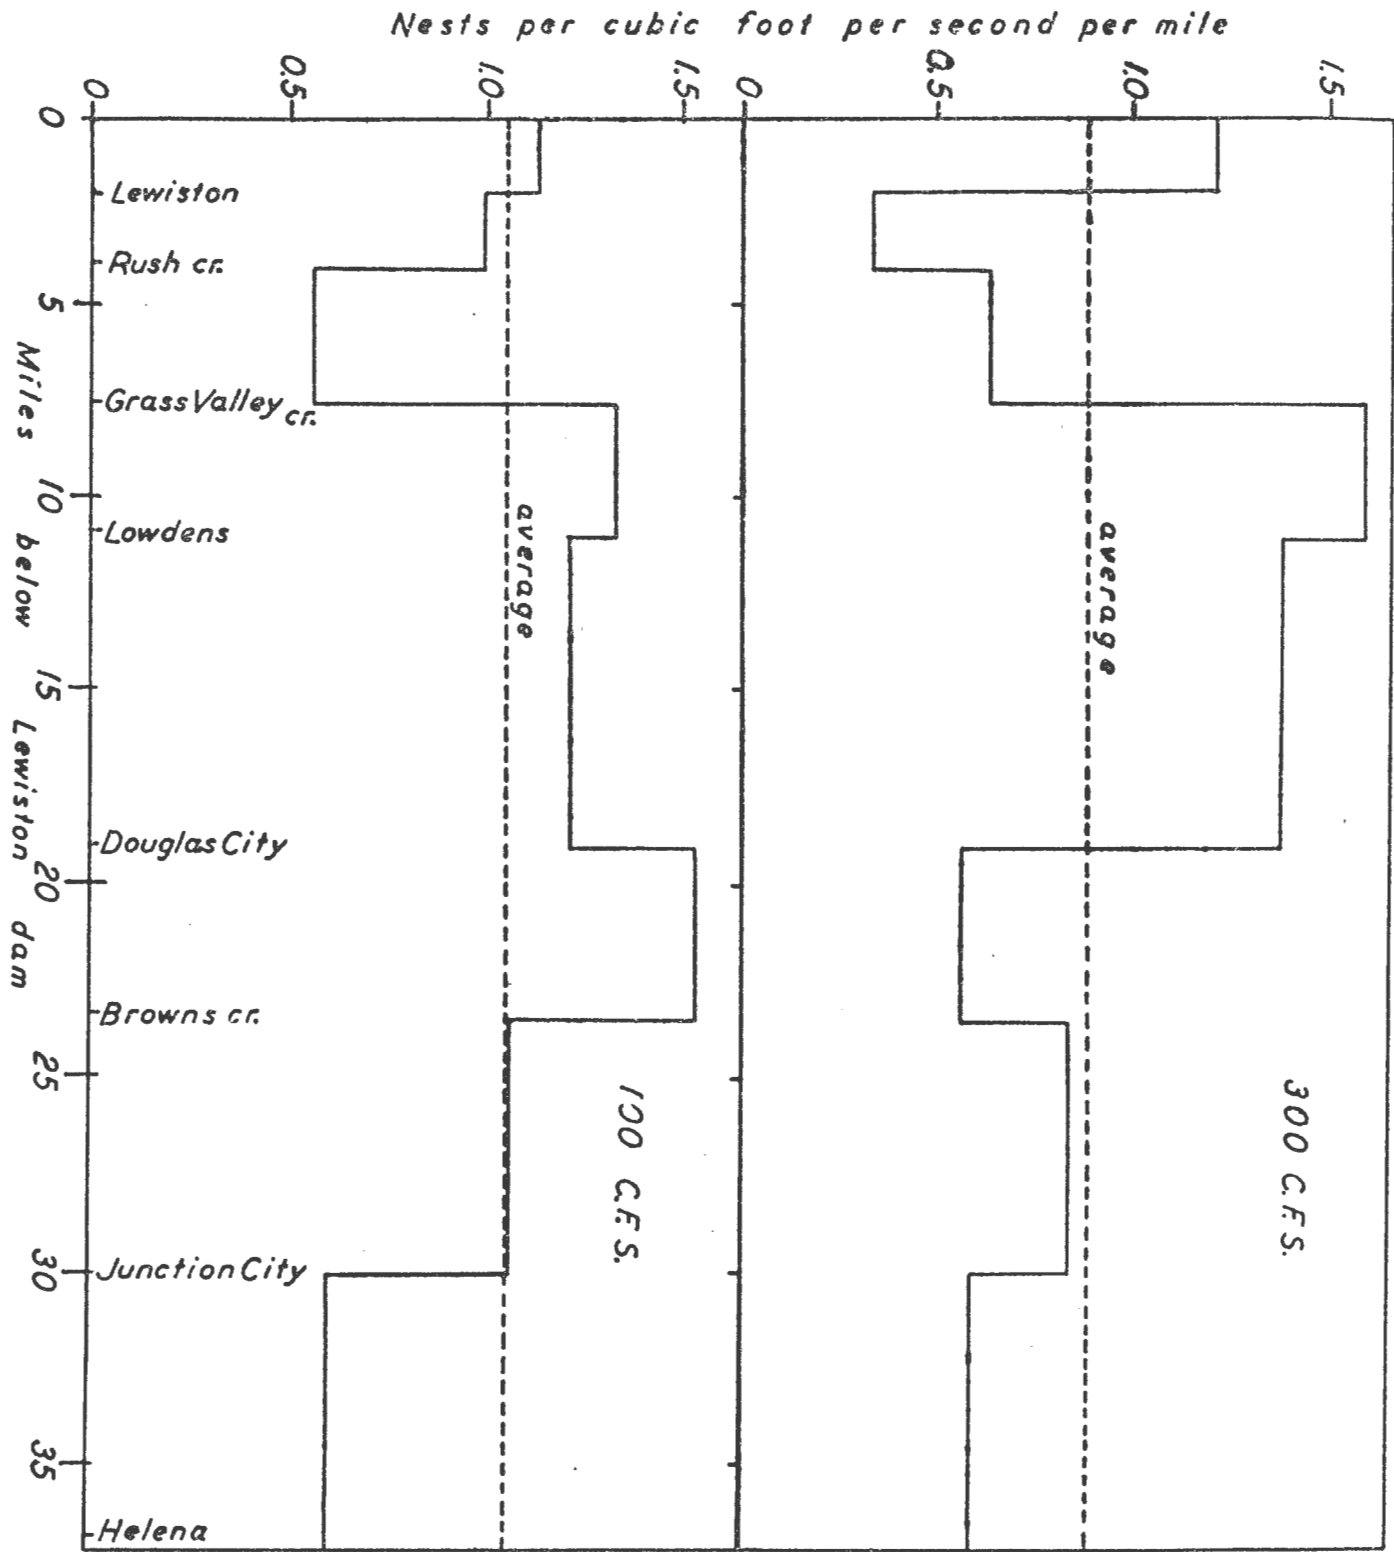 Nests per cubic foot per second per mile
0 0.5 1.0 1.5 0 0.5 1.0 1.5
0
Lewiston
Rush cr.
5
Grass Valley cr.
10
Lowdens
15
Douglas City
20
Browns cr.
25
Junction City
30
35
Helena
Miles below Lewiston dam
average
average
100 C.F.S.
300 C.F.S.